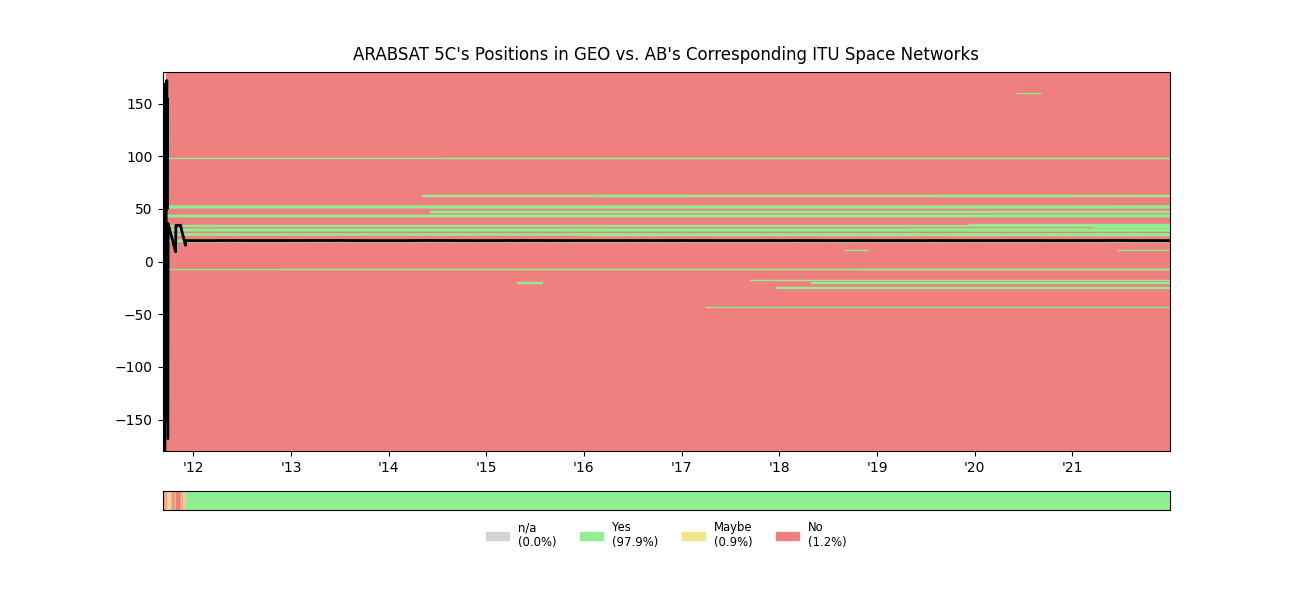 ARABSAT 5C's Positions in GEO vs. AB's Corresponding ITU Space Networks
150
100
50
0
−50
−100
−150
'12 '13 '14 '15 '16 '17 '18 '19 '20 '21
n/a Yes Maybe No
(0.0%) (97.9%) (0.9%) (1.2%)